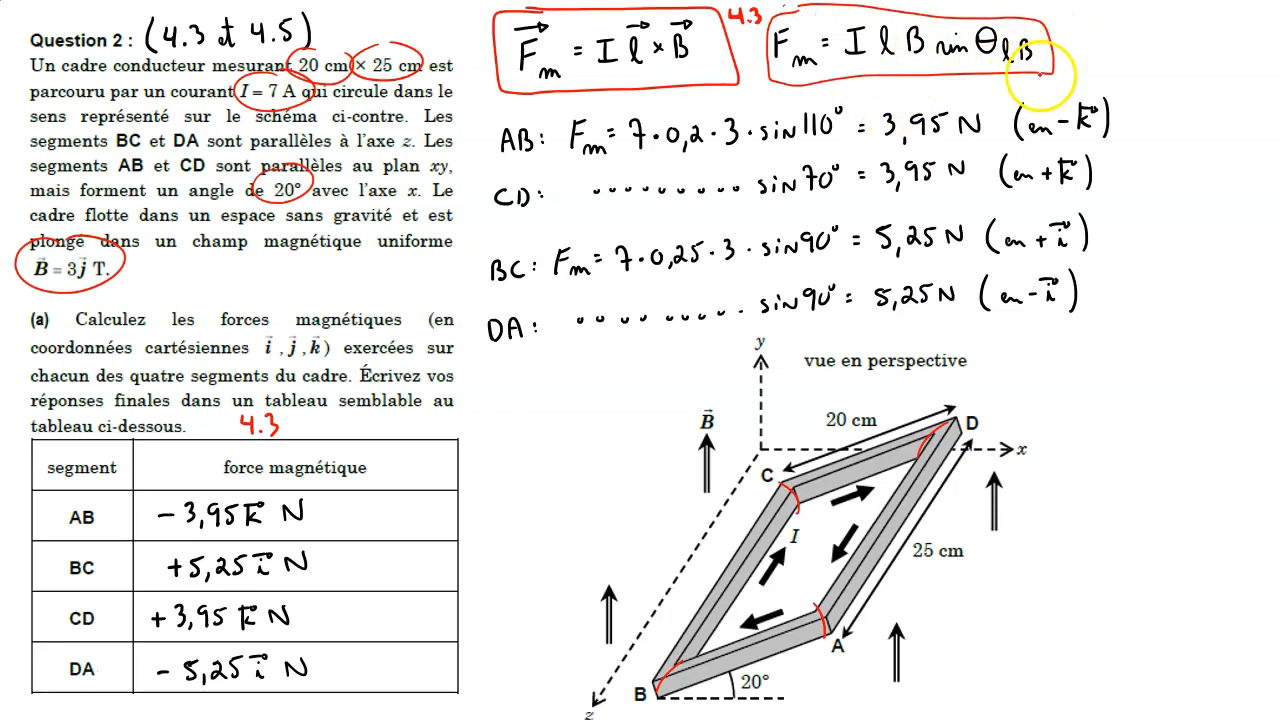 Question 2 : (4.3 et 4.5)
Un cadre conducteur mesurant 20 cm × 25 cm est
parcouru par un courant I = 7 A qui circule dans le
sens représenté sur le schéma ci-contre. Les
segments BC et DA sont parallèles à l'axe z. Les
segments AB et CD sont parallèles au plan xy,
mais forment un angle de 20° avec l'axe x. Le
cadre flotte dans un espace sans gravité et est
plongé dans un champ magnétique uniforme
B⃗ = 3j⃗ T.
(a) Calculez les forces magnétiques (en
coordonnées cartésiennes i⃗ , j⃗ , k⃗ ) exercées sur
chacun des quatre segments du cadre. Écrivez vos
réponses finales dans un tableau semblable au
tableau ci-dessous. 4.3
segment force magnétique
AB − 3,95 k⃗ N
BC + 5,25 i⃗ N
CD + 3,95 k⃗ N
DA − 5,25 i⃗ N
F⃗m = I l⃗ × B⃗ 4.3 Fm = I l B sin θ l B
AB : Fm = 7 • 0,2 • 3 • sin 110° = 3,95 N (en − k⃗)
CD : .......... sin 70° = 3,95 N (en + k⃗)
BC : Fm = 7 • 0,25 • 3 • sin 90° = 5,25 N (en + i⃗)
DA : .......... sin 90° = 5,25 N (en − i⃗)
y
vue en perspective
B⃗
20 cm
D
x
C
I
25 cm
A
20°
B
z